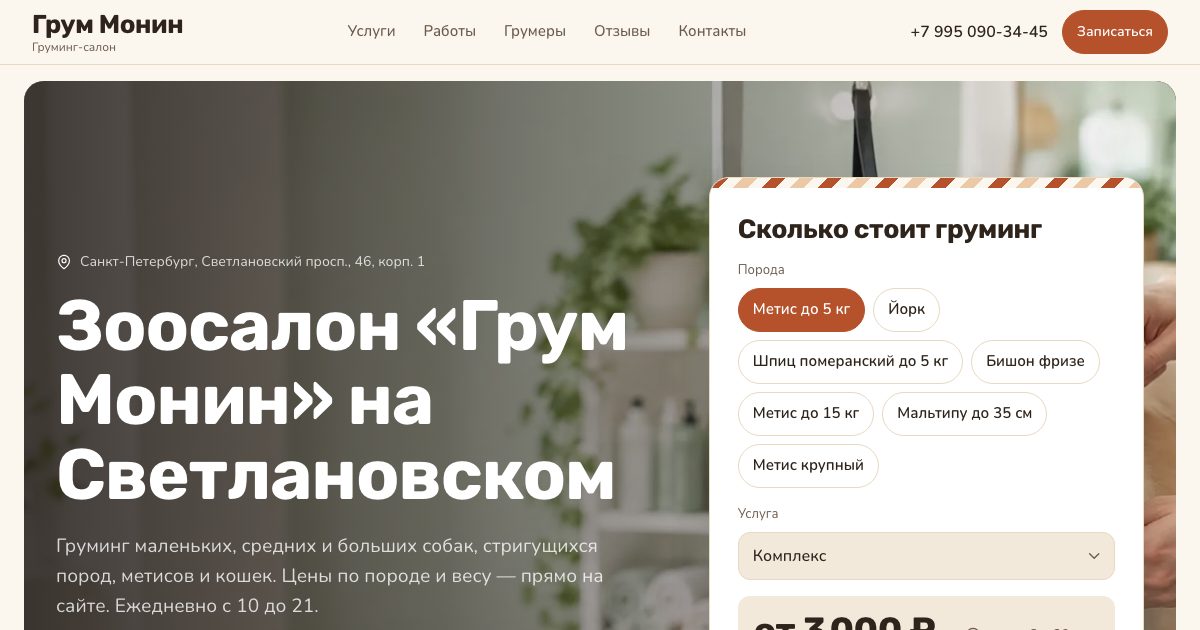 Грум Монин
Груминг-салон
Услуги
Работы
Грумеры
Отзывы
Контакты
+7 995 090-34-45
Записаться
Санкт-Петербург, Светлановский просп., 46, корп. 1
Зоосалон «Грум
Монин» на
Светлановском
Груминг маленьких, средних и больших собак, стригущихся
пород, метисов и кошек. Цены по породе и весу — прямо на
сайте. Ежедневно с 10 до 21.
Сколько стоит груминг
Порода
Метис до 5 кг
Йорк
Шпиц померанский до 5 кг
Бишон фризе
Метис до 15 кг
Мальтипу до 35 см
Метис крупный
Услуга
Комплекс
от 3 000 ₽